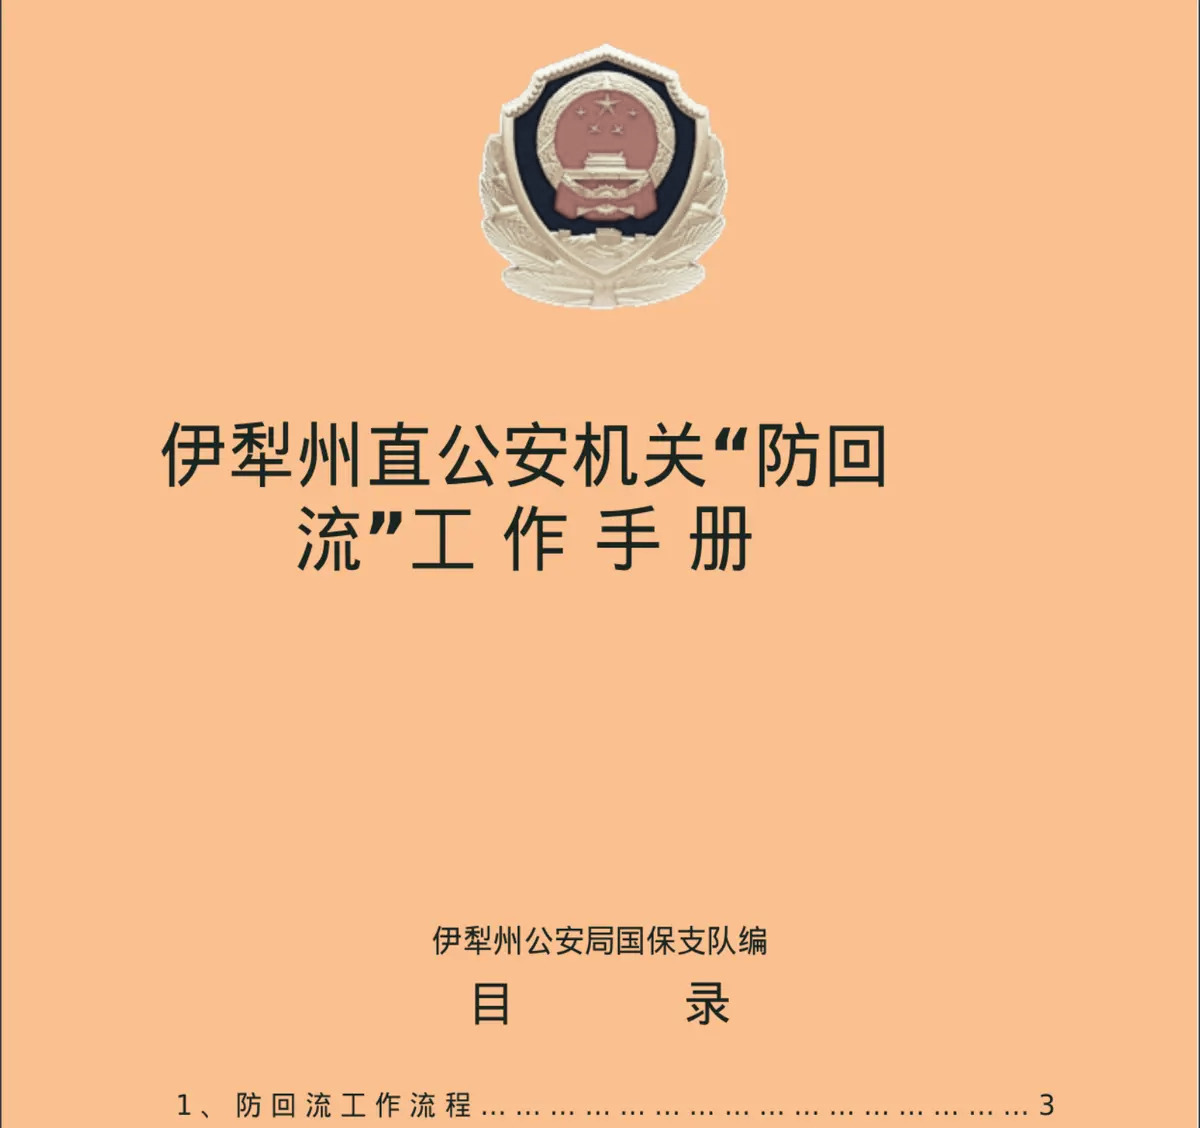 伊犁州直公安机关“防回
流”工 作 手 册
伊犁州公安局国保支队编
目 录
1、防回流工作流程… … … … … … … … … … … … … … … …3